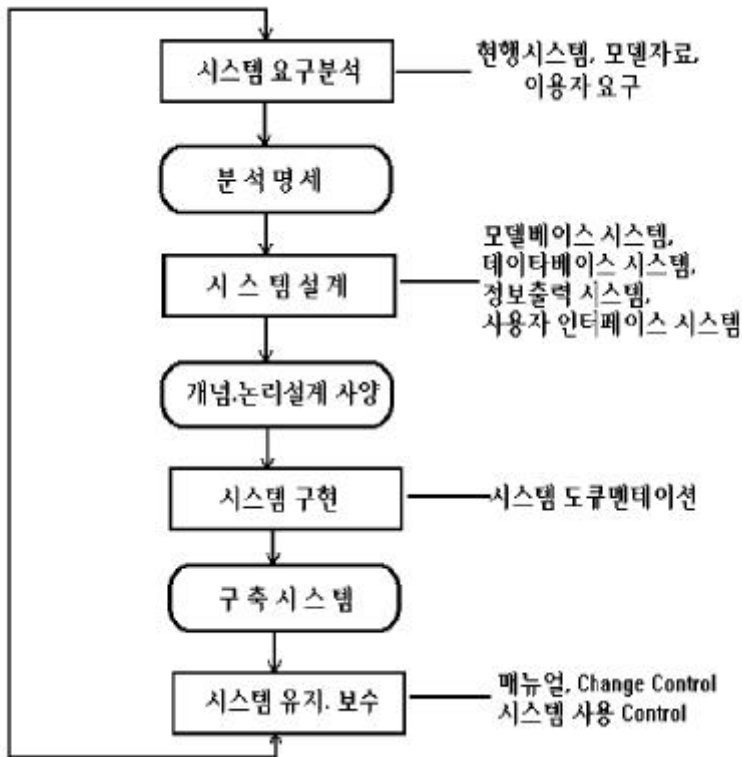 시스템 요구분석
현행시스템, 모델자료,
이용자 요구
분석명세
시스템설계
모델베이스 시스템,
데이타베이스 시스템,
정보출력 시스템,
사용자 인터페이스 시스템
개념.논리설계 사양
시스템 구현
시스템 도큐멘테이션
구축시스템
시스템 유지. 보수
매뉴얼, Change Control
시스템 사용 Control